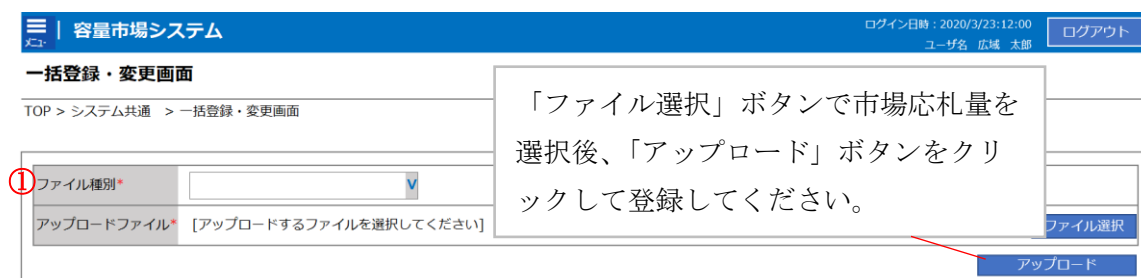 メニュー | 容量市場システム
ログイン日時：2020/3/23:12:00
ユーザ名 広域 太郎
ログアウト
一括登録・変更画面
TOP > システム共通 > 一括登録・変更画面
「ファイル選択」ボタンで市場応札量を
選択後、「アップロード」ボタンをクリ
ックして登録してください。
①
ファイル種別*
V
アップロードファイル* [アップロードするファイルを選択してください]
ファイル選択
アップロード